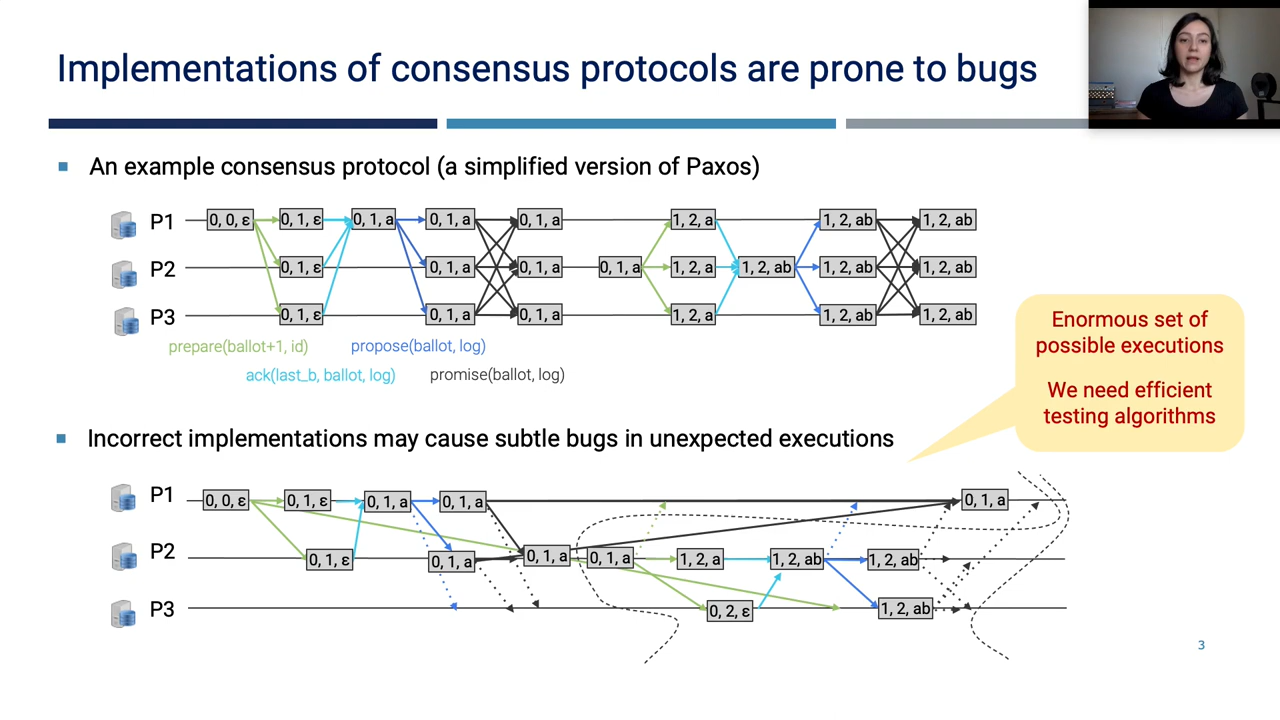 Implementations of consensus protocols are prone to bugs
An example consensus protocol (a simplified version of Paxos)
P1 0, 0, ε 0, 1, ε 0, 1, a 0, 1, a 0, 1, a 1, 2, a 1, 2, ab 1, 2, ab
P2 0, 1, ε 0, 1, a 0, 1, a 0, 1, a 1, 2, a 1, 2, ab 1, 2, ab 1, 2, ab
P3 0, 1, ε 0, 1, a 0, 1, a 1, 2, a 1, 2, ab 1, 2, ab
prepare(ballot+1, id) propose(ballot, log)
ack(last_b, ballot, log) promise(ballot, log)
Enormous set of
possible executions
We need efficient
testing algorithms
Incorrect implementations may cause subtle bugs in unexpected executions
P1 0, 0, ε 0, 1, ε 0, 1, a 0, 1, a 0, 1, a
P2 0, 1, ε 0, 1, a 0, 1, a 0, 1, a 1, 2, a 1, 2, ab 1, 2, ab
P3 0, 2, ε 1, 2, ab
3